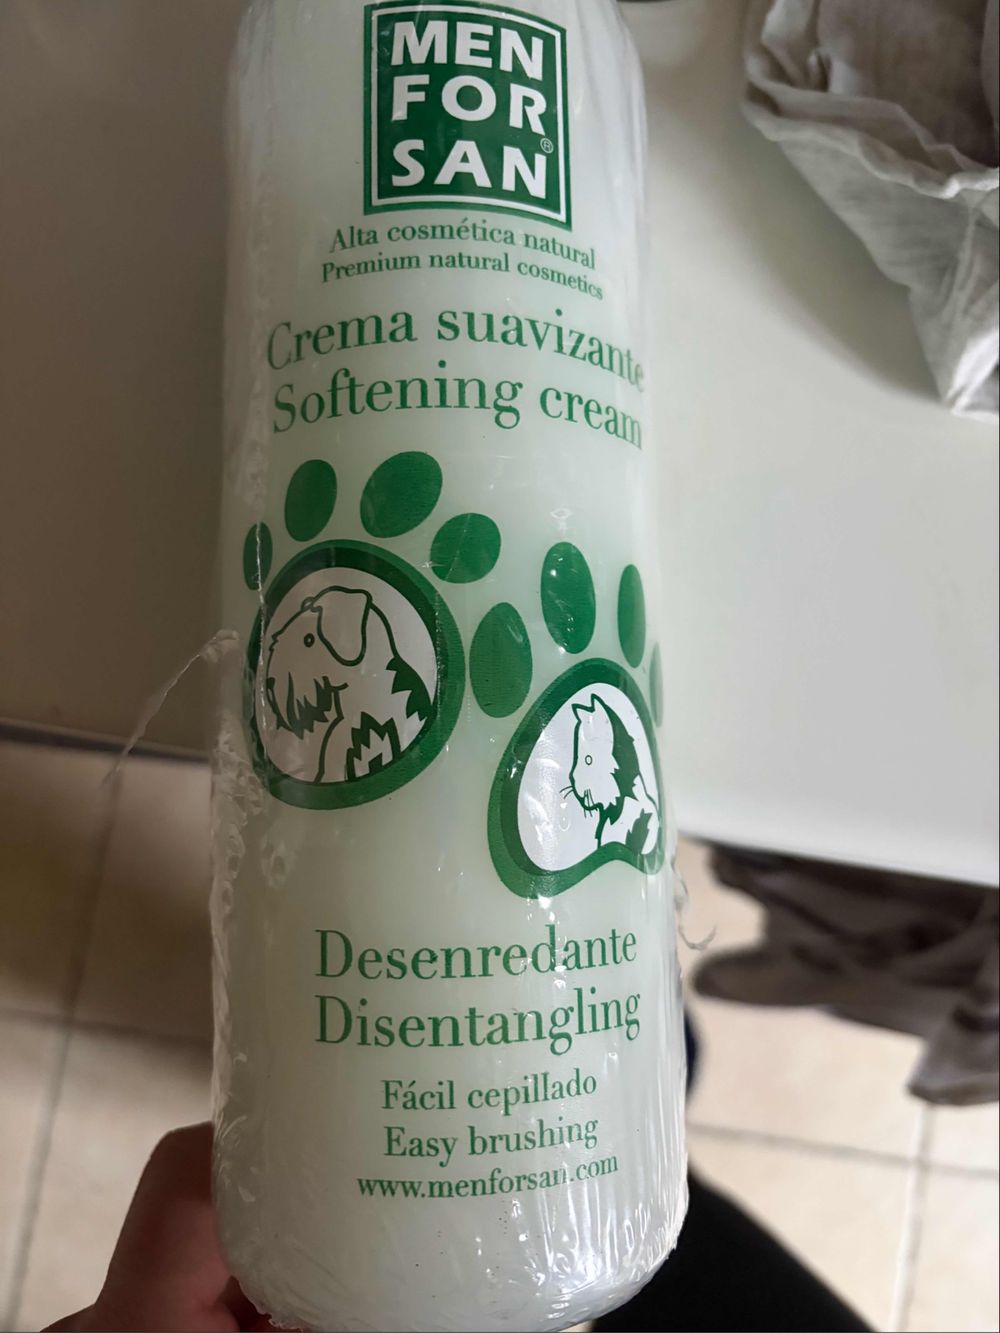 MEN
FOR
SAN®
Alta cosmética natural
Premium natural cosmetics
Crema suavizante
Softening cream
Desenredante
Disentangling
Fácil cepillado
Easy brushing
www.menforsan.com